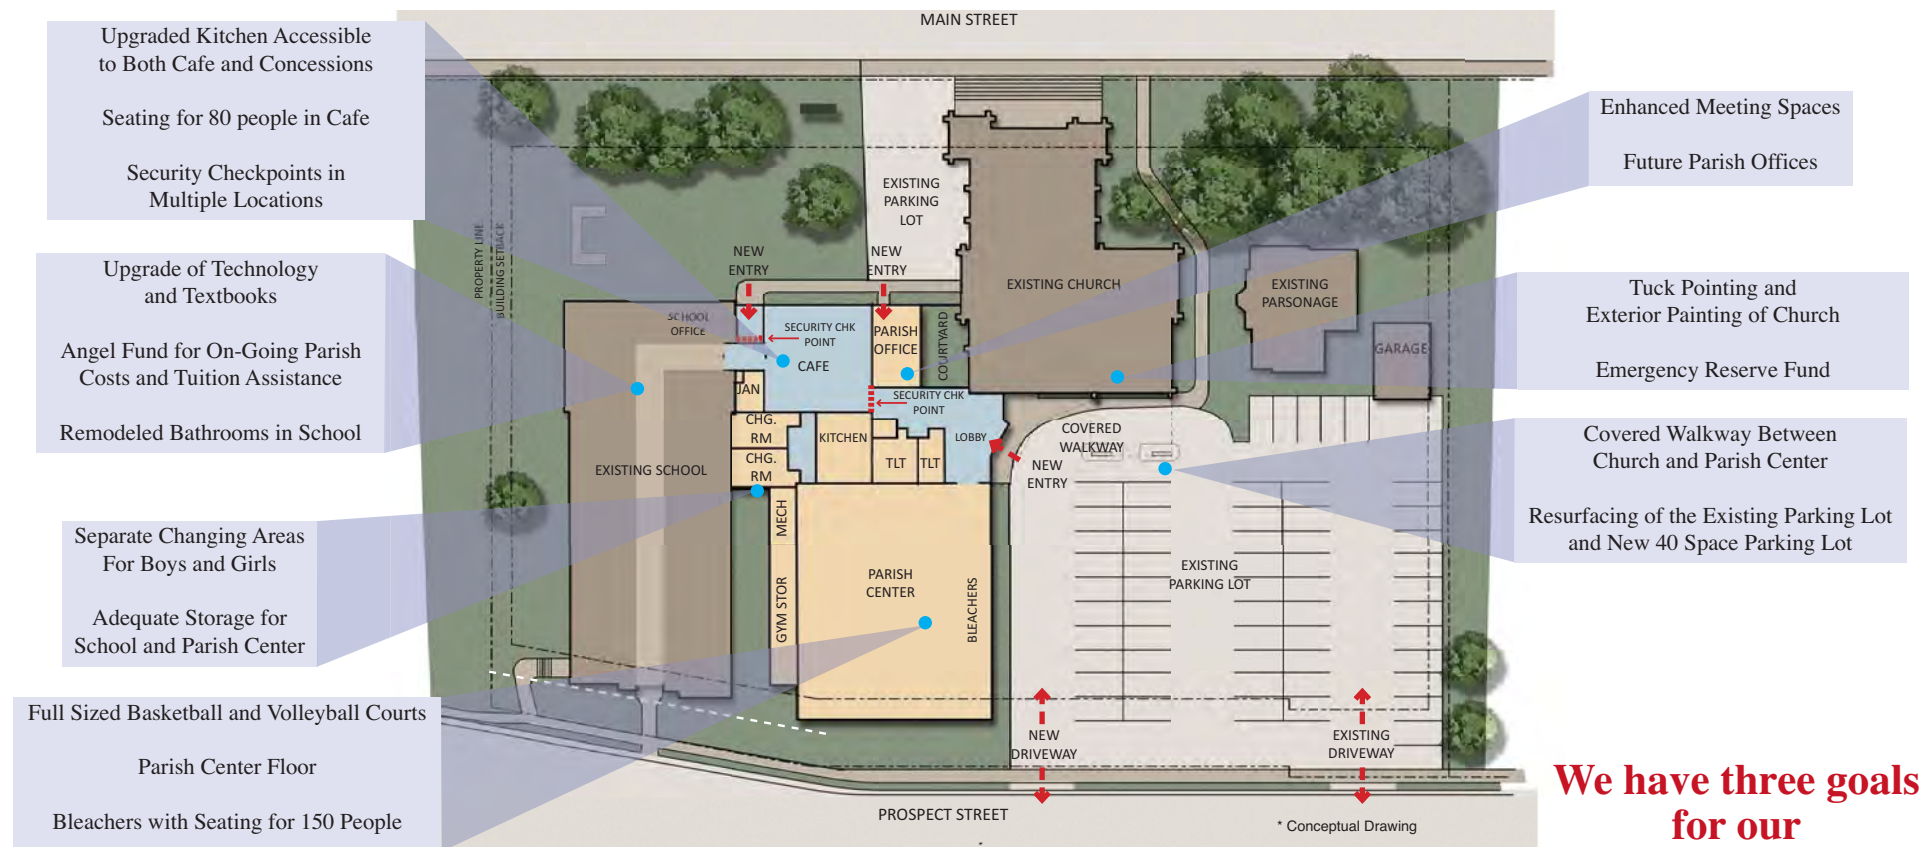 MAIN STREET
Upgraded Kitchen Accessible
to Both Cafe and Concessions
Seating for 80 people in Cafe
Security Checkpoints in
Multiple Locations
Upgrade of Technology
and Textbooks
Angel Fund for On-Going Parish
Costs and Tuition Assistance
Remodeled Bathrooms in School
Separate Changing Areas
For Boys and Girls
Adequate Storage for
School and Parish Center
Full Sized Basketball and Volleyball Courts
Parish Center Floor
Bleachers with Seating for 150 People
PROPERTY LINE
BUILDING SETBACK
EXISTING
PARKING
LOT
NEW
ENTRY
NEW
ENTRY
SCHOOL
OFFICE
SECURITY CHK
POINT
CAFE
PARISH
OFFICE
COURTYARD
EXISTING CHURCH
EXISTING
PARSONAGE
GARAGE
JAN
SECURITY CHK
POINT
CHG.
RM
CHG.
RM
KITCHEN
TLT
TLT
LOBBY
COVERED
WALKWAY
NEW
ENTRY
EXISTING SCHOOL
MECH
GYM STOR
PARISH
CENTER
BLEACHERS
EXISTING
PARKING LOT
NEW
DRIVEWAY
EXISTING
DRIVEWAY
PROSPECT STREET
* Conceptual Drawing
Enhanced Meeting Spaces
Future Parish Offices
Tuck Pointing and
Exterior Painting of Church
Emergency Reserve Fund
Covered Walkway Between
Church and Parish Center
Resurfacing of the Existing Parking Lot
and New 40 Space Parking Lot
We have three goals
for our